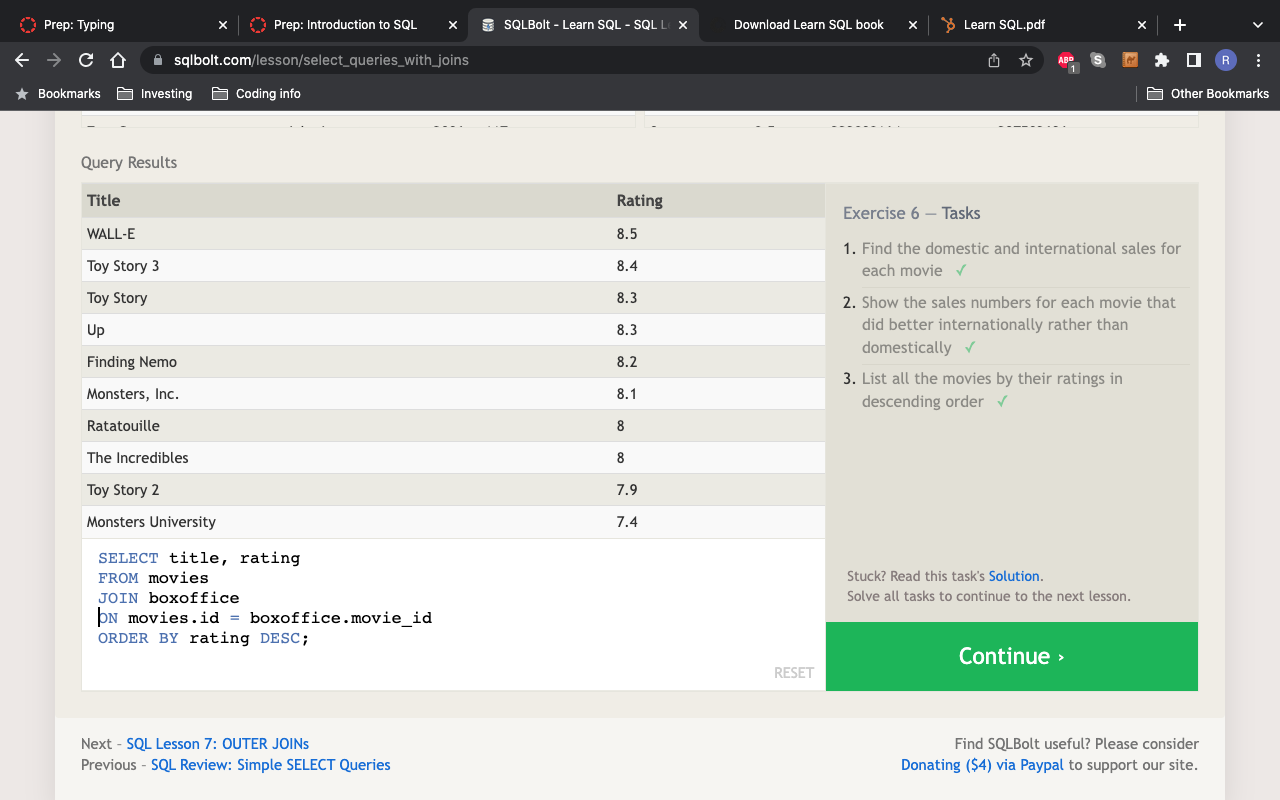 Prep: Typing
Prep: Introduction to SQL
SQLBolt - Learn SQL - SQL L
Download Learn SQL book
Learn SQL.pdf
sqlbolt.com/lesson/select_queries_with_joins
ABP
1
S
R
Bookmarks
Investing
Coding info
Other Bookmarks
Query Results
Title Rating
WALL-E 8.5
Toy Story 3 8.4
Toy Story 8.3
Up 8.3
Finding Nemo 8.2
Monsters, Inc. 8.1
Ratatouille 8
The Incredibles 8
Toy Story 2 7.9
Monsters University 7.4
SELECT title, rating
FROM movies
JOIN boxoffice
ON movies.id = boxoffice.movie_id
ORDER BY rating DESC;
RESET
Exercise 6 — Tasks
1. Find the domestic and international sales for
each movie ✓
2. Show the sales numbers for each movie that
did better internationally rather than
domestically ✓
3. List all the movies by their ratings in
descending order ✓
Stuck? Read this task's Solution.
Solve all tasks to continue to the next lesson.
Continue ›
Next – SQL Lesson 7: OUTER JOINs
Previous – SQL Review: Simple SELECT Queries
Find SQLBolt useful? Please consider
Donating ($4) via Paypal to support our site.